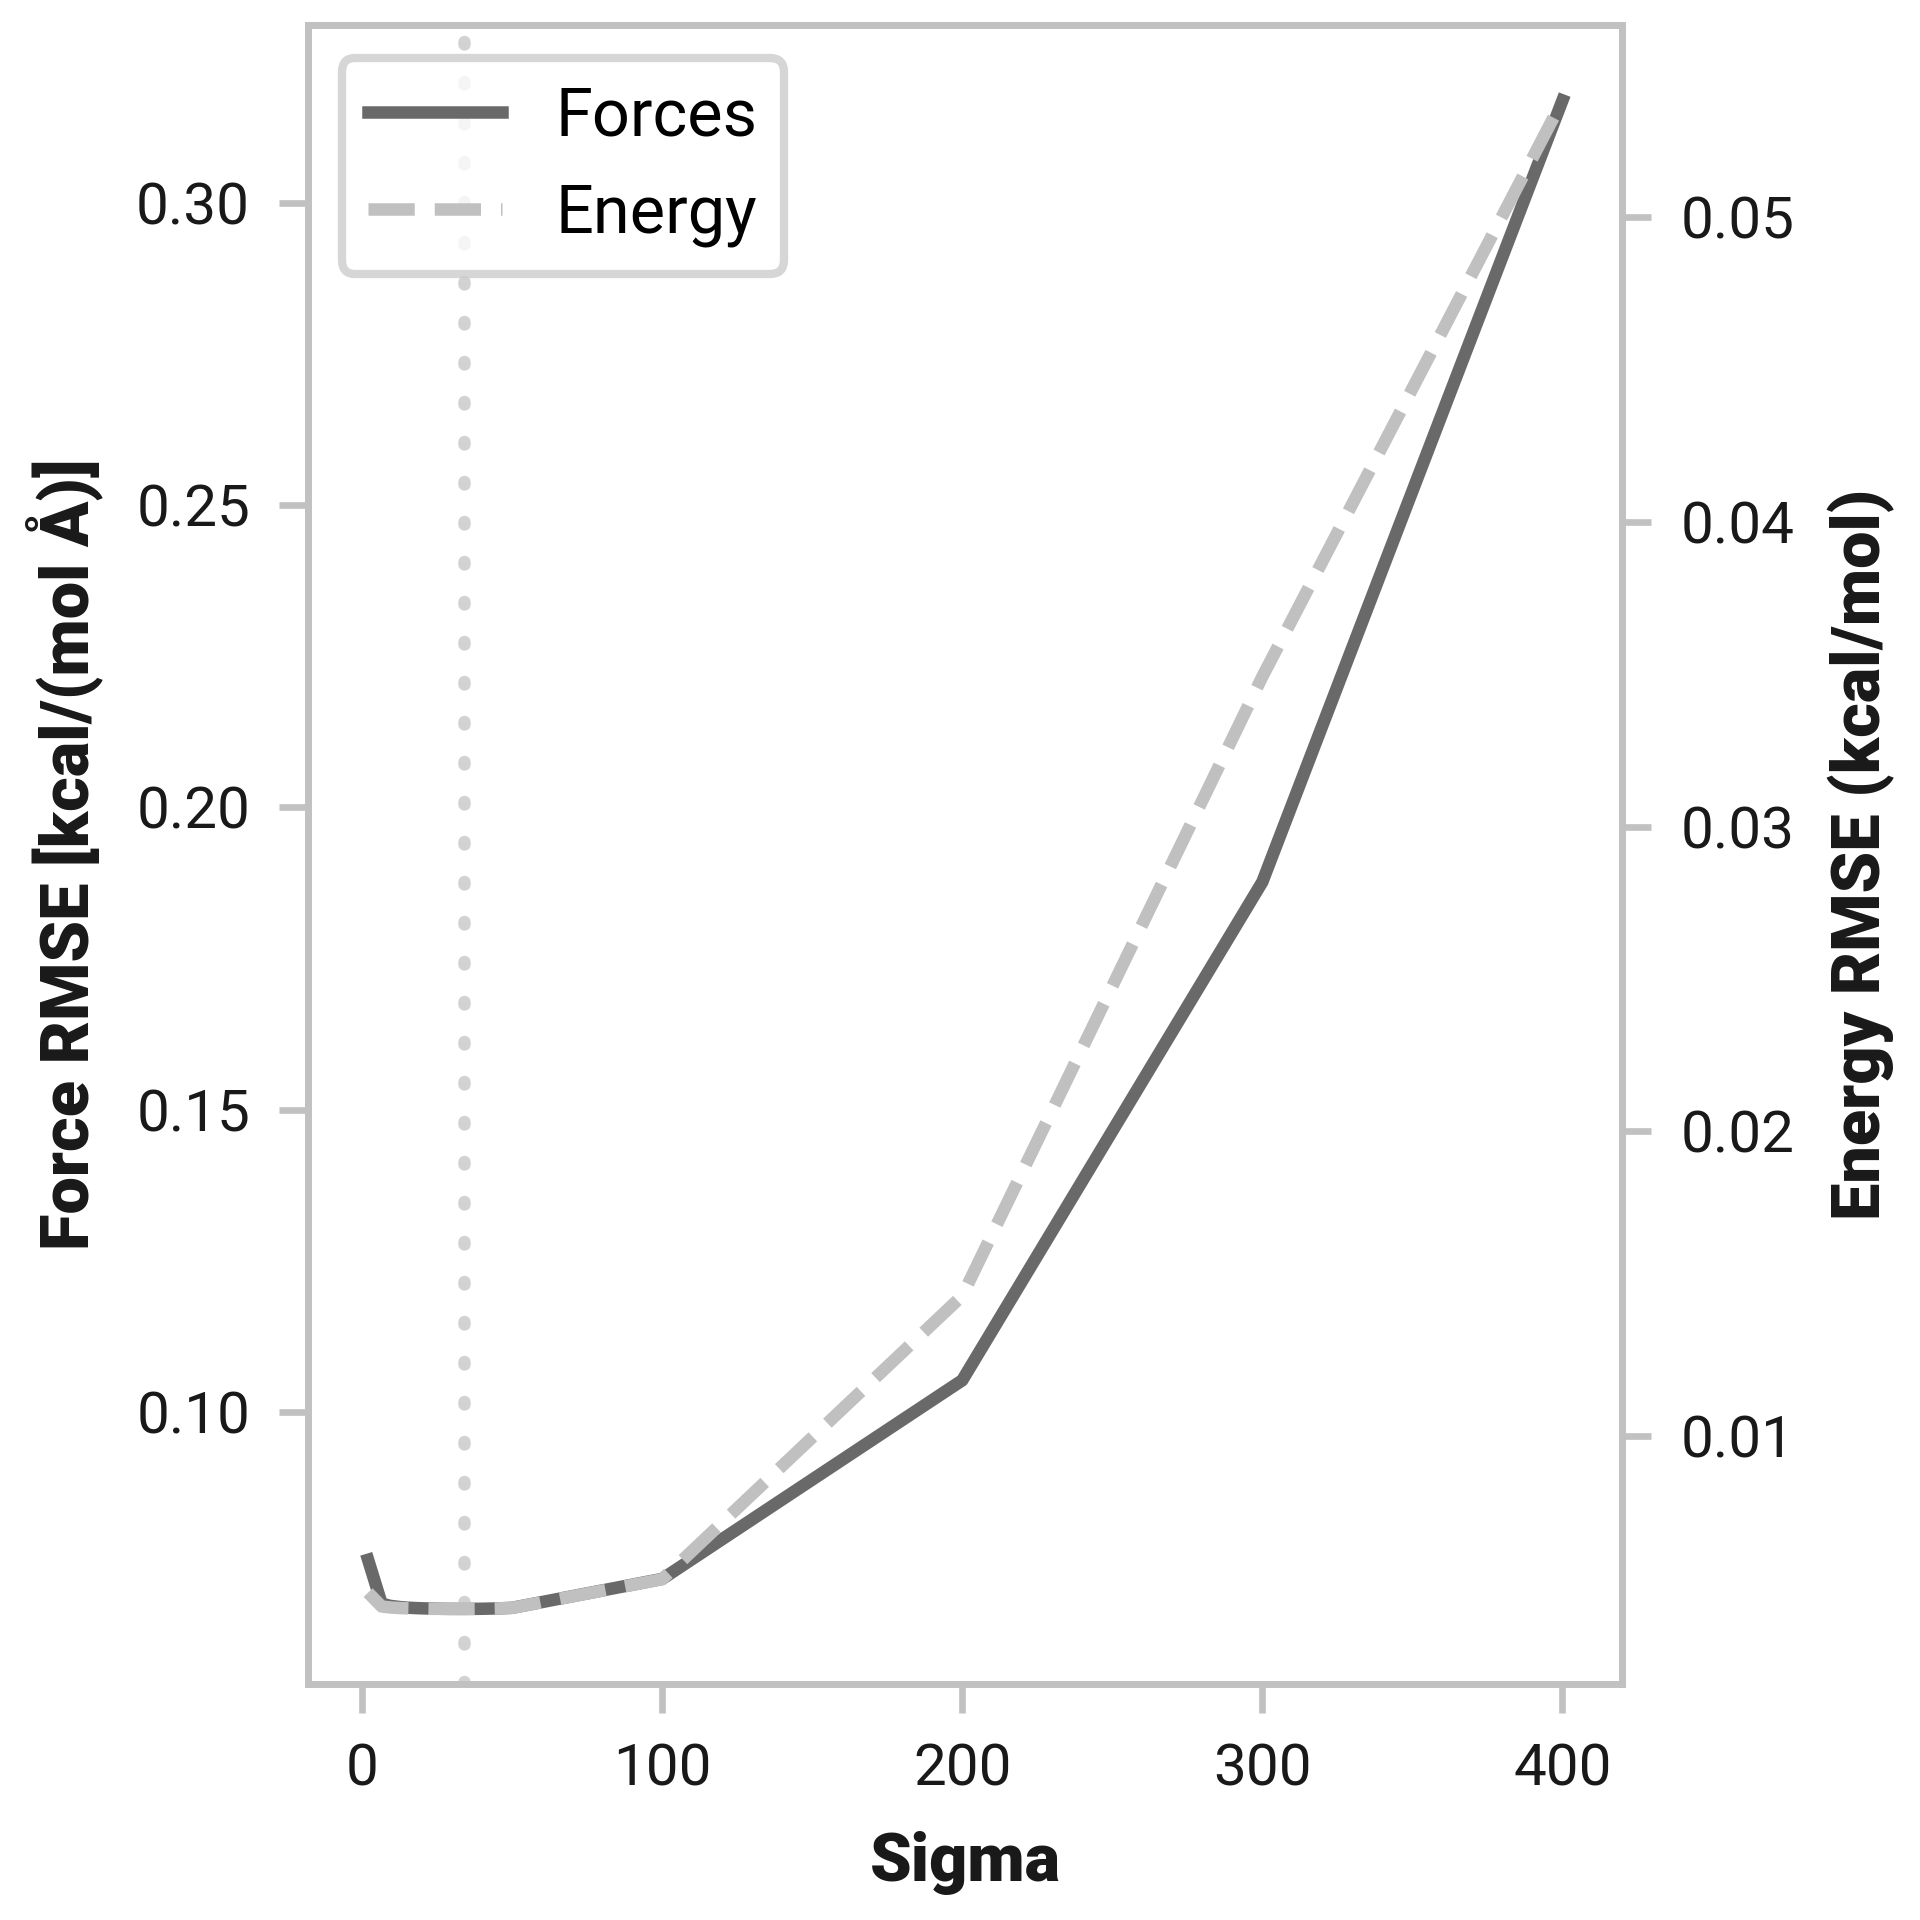 Forces
Energy
0.30
0.25
0.20
0.15
0.10
Force RMSE [kcal/(mol Å)]
0.05
0.04
0.03
0.02
0.01
Energy RMSE (kcal/mol)
0 100 200 300 400
Sigma